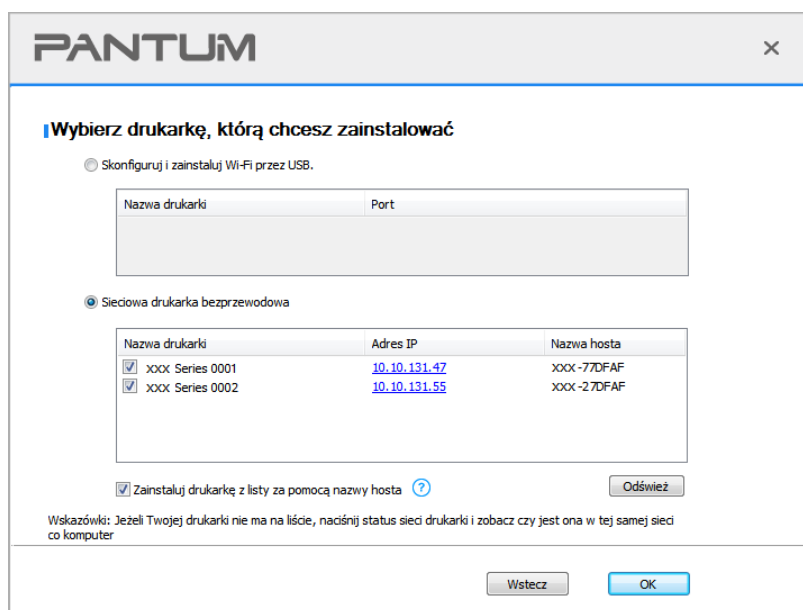 PANTUM
Wybierz drukarkę, którą chcesz zainstalować
Skonfiguruj i zainstaluj Wi-Fi przez USB.
Nazwa drukarki Port
Sieciowa drukarka bezprzewodowa
Nazwa drukarki Adres IP Nazwa hosta
XXX Series 0001 10.10.131.47 XXX-77DFAF
XXX Series 0002 10.10.131.55 XXX-27DFAF
Zainstaluj drukarkę z listy za pomocą nazwy hosta ? Odśwież
Wskazówki: Jeżeli Twojej drukarki nie ma na liście, naciśnij status sieci drukarki i zobacz czy jest ona w tej samej sieci
co komputer
Wstecz OK